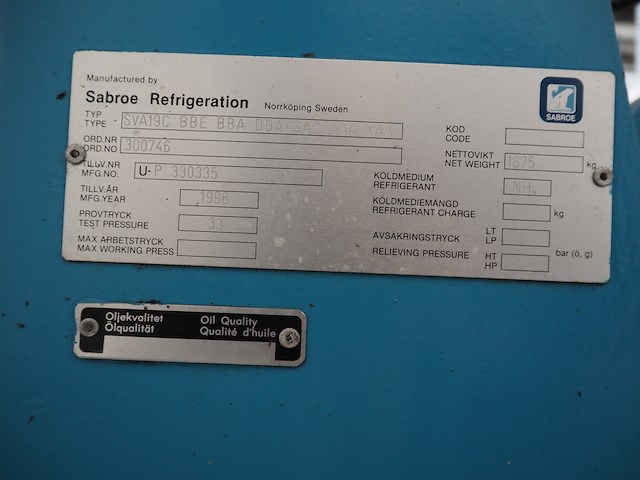 Manufactured by
Sabroe Refrigeration Norrköping Sweden
SABROE
TYP
TYPE SVA19C BBE BBA
ORD.NR
ORD.NO 300746
TILLV.NR
MFG.NO. U-P 330335
TILLV.ÅR
MFG.YEAR 1998
PROVTRYCK
TEST PRESSURE 33
MAX ARBETSTRYCK
MAX WORKING PRESS
KOD
CODE
NETTOVIKT
NET WEIGHT 1675 kg
KÖLDMEDIUM
REFRIGERANT NH₃
KÖLDMEDIEMÄNGD
REFRIGERANT CHARGE kg
AVSÄKRINGSTRYCK LT
LP
RELIEVING PRESSURE HT
HP bar (ö, g)
Oljekvalitet Oil Quality
Ölqualität Qualité d'huile